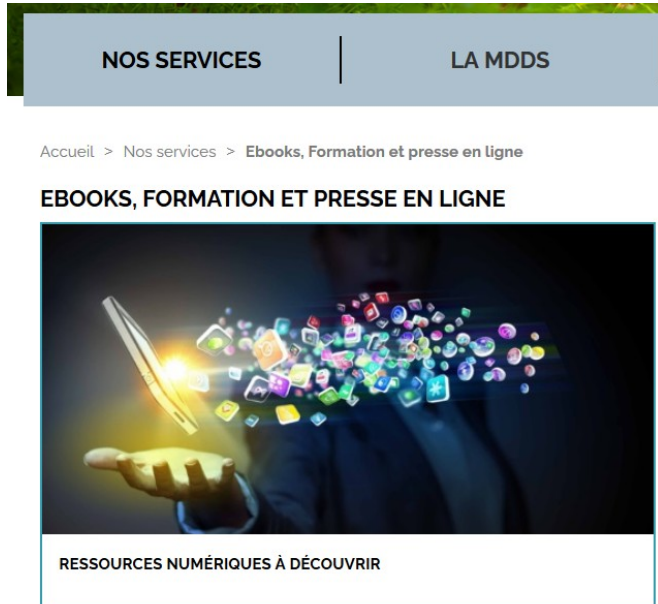 NOS SERVICES
LA MDDS
Accueil > Nos services > Ebooks, Formation et presse en ligne
EBOOKS, FORMATION ET PRESSE EN LIGNE
RESSOURCES NUMÉRIQUES À DÉCOUVRIR